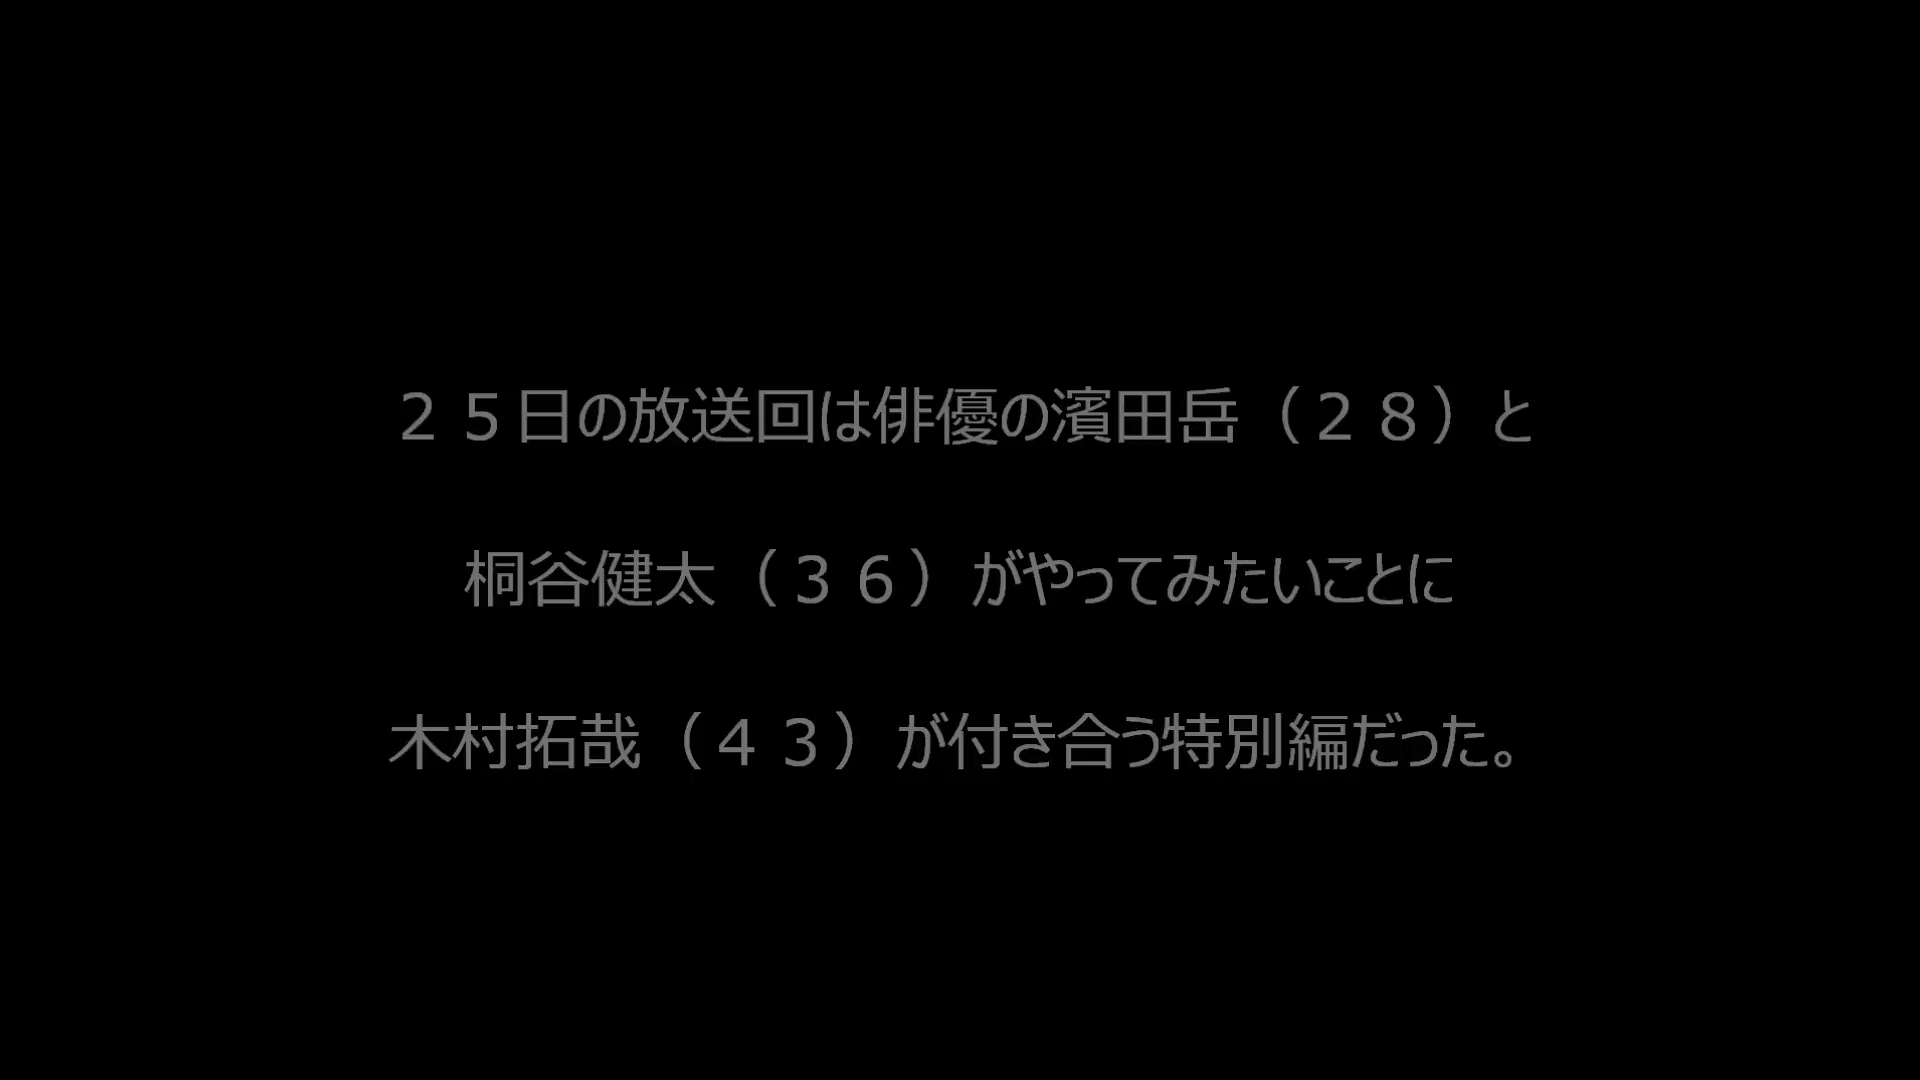 ２５日の放送回は俳優の濱田岳（２８）と
桐谷健太（３６）がやってみたいことに
木村拓哉（４３）が付き合う特別編だった。